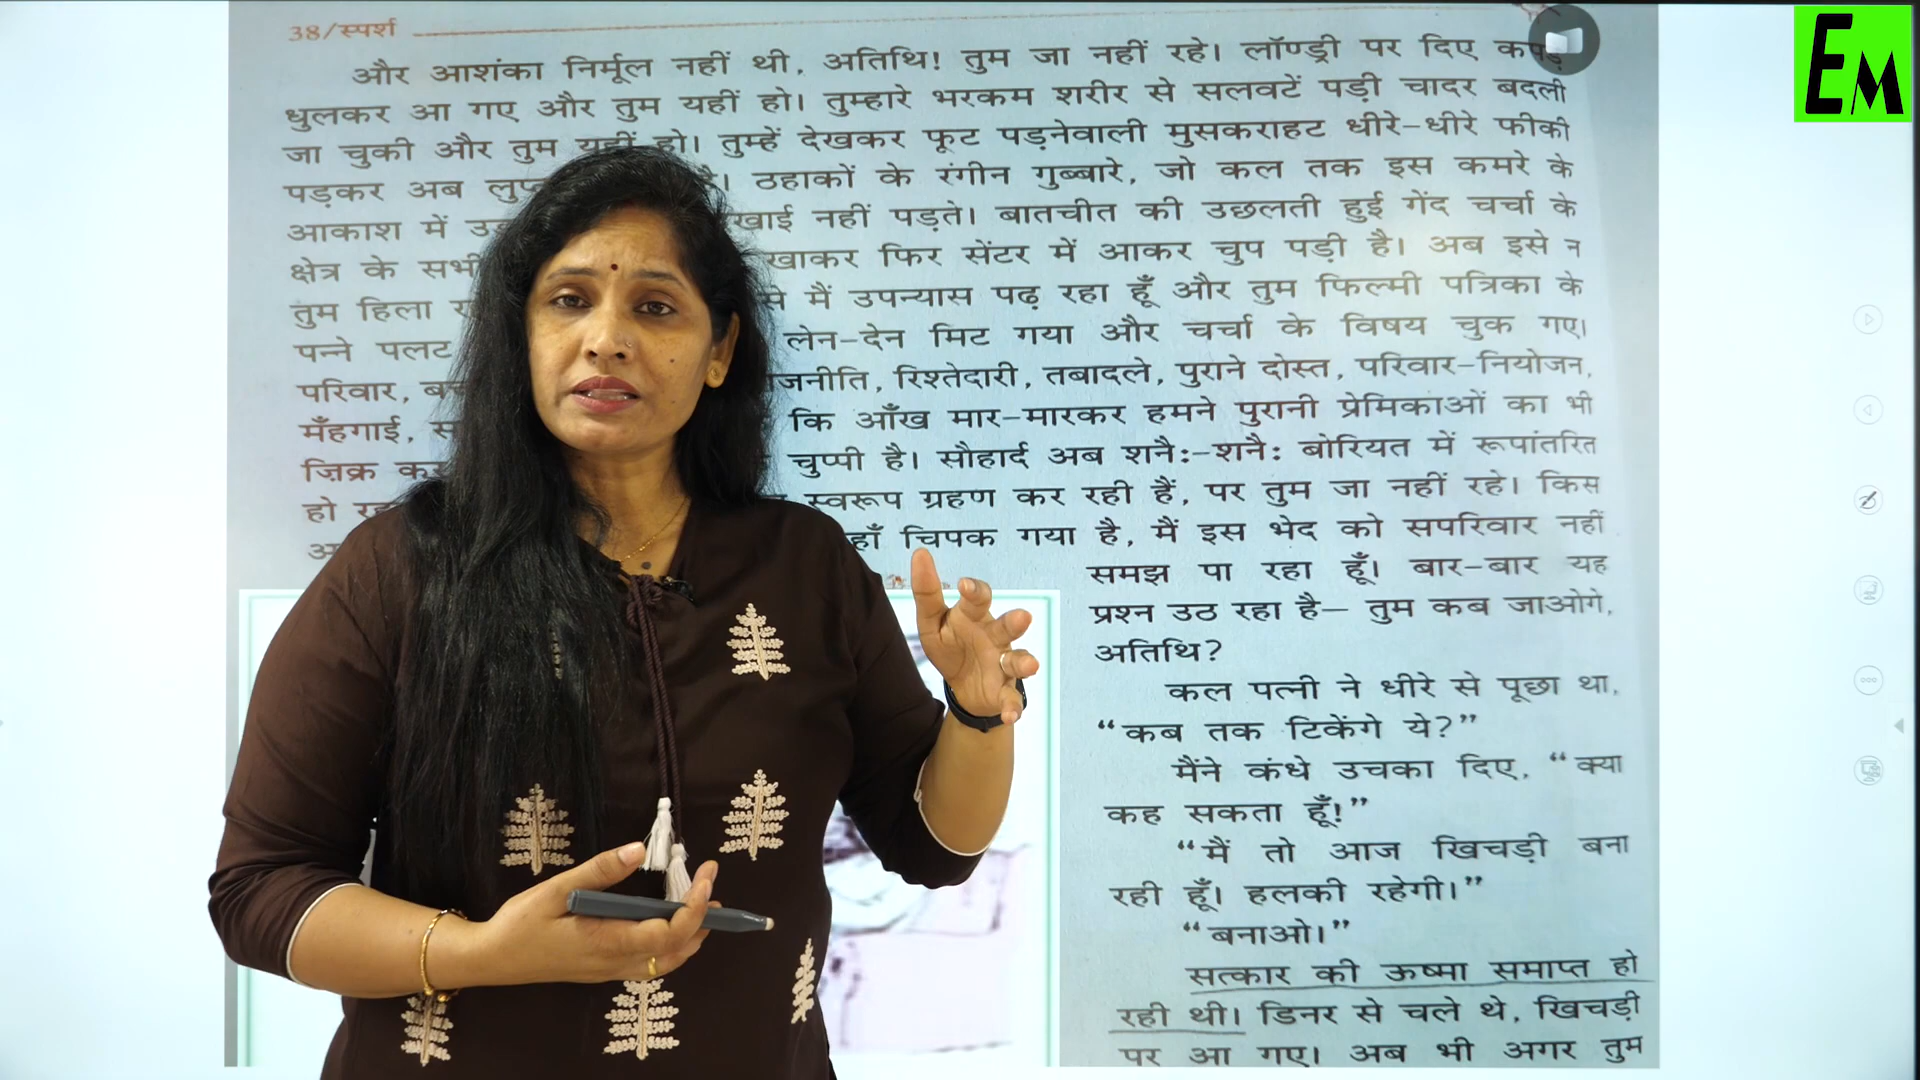 38/स्पर्श
और आशंका निर्मूल नहीं थी, अतिथि! तुम जा नहीं रहे। लॉण्ड्री पर दिए कपड़े
धुलकर आ गए और तुम यहीं हो। तुम्हारे भरकम शरीर से सलवटें पड़ी चादर बदली
जा चुकी और तुम यहीं हो। तुम्हें देखकर फूट पड़नेवाली मुसकराहट धीरे-धीरे फीकी
पड़कर अब है। ठहाकों के रंगीन गुब्बारे, जो कल तक इस कमरे के
आकाश में नहीं पड़ते। बातचीत की उछलती हुई गेंद चर्चा के
क्षेत्र के सभी फिर सेंटर में आकर चुप पड़ी है। अब इसे न
तुम हिला मैं उपन्यास पढ़ रहा हूँ और तुम फिल्मी पत्रिका के
पन्ने पलट लेन-देन मिट गया और चर्चा के विषय चुक गए।
परिवार, रिश्तेदारी, तबादले, पुराने दोस्त, परिवार-नियोजन,
मँहगाई, कि आँख मार-मारकर हमने पुरानी प्रेमिकाओं का भी
ज़िक्र चुप्पी है। सौहार्द अब शनैः-शनैः बोरियत में रूपांतरित
हो स्वरूप ग्रहण कर रही हैं, पर तुम जा नहीं रहे। किस
चिपक गया है, मैं इस भेद को सपरिवार नहीं
समझ पा रहा हूँ। बार-बार यह
प्रश्न उठ रहा है— तुम कब जाओगे,
अतिथि?
कल पत्नी ने धीरे से पूछा था,
“कब तक टिकेंगे ये?”
मैंने कंधे उचका दिए, “क्या
कह सकता हूँ!”
“मैं तो आज खिचड़ी बना
रही हूँ। हलकी रहेगी।”
“बनाओ।”
सत्कार की ऊष्मा समाप्त हो
रही थी। डिनर से चले थे, खिचड़ी
पर आ गए। अब भी अगर तुम
EM